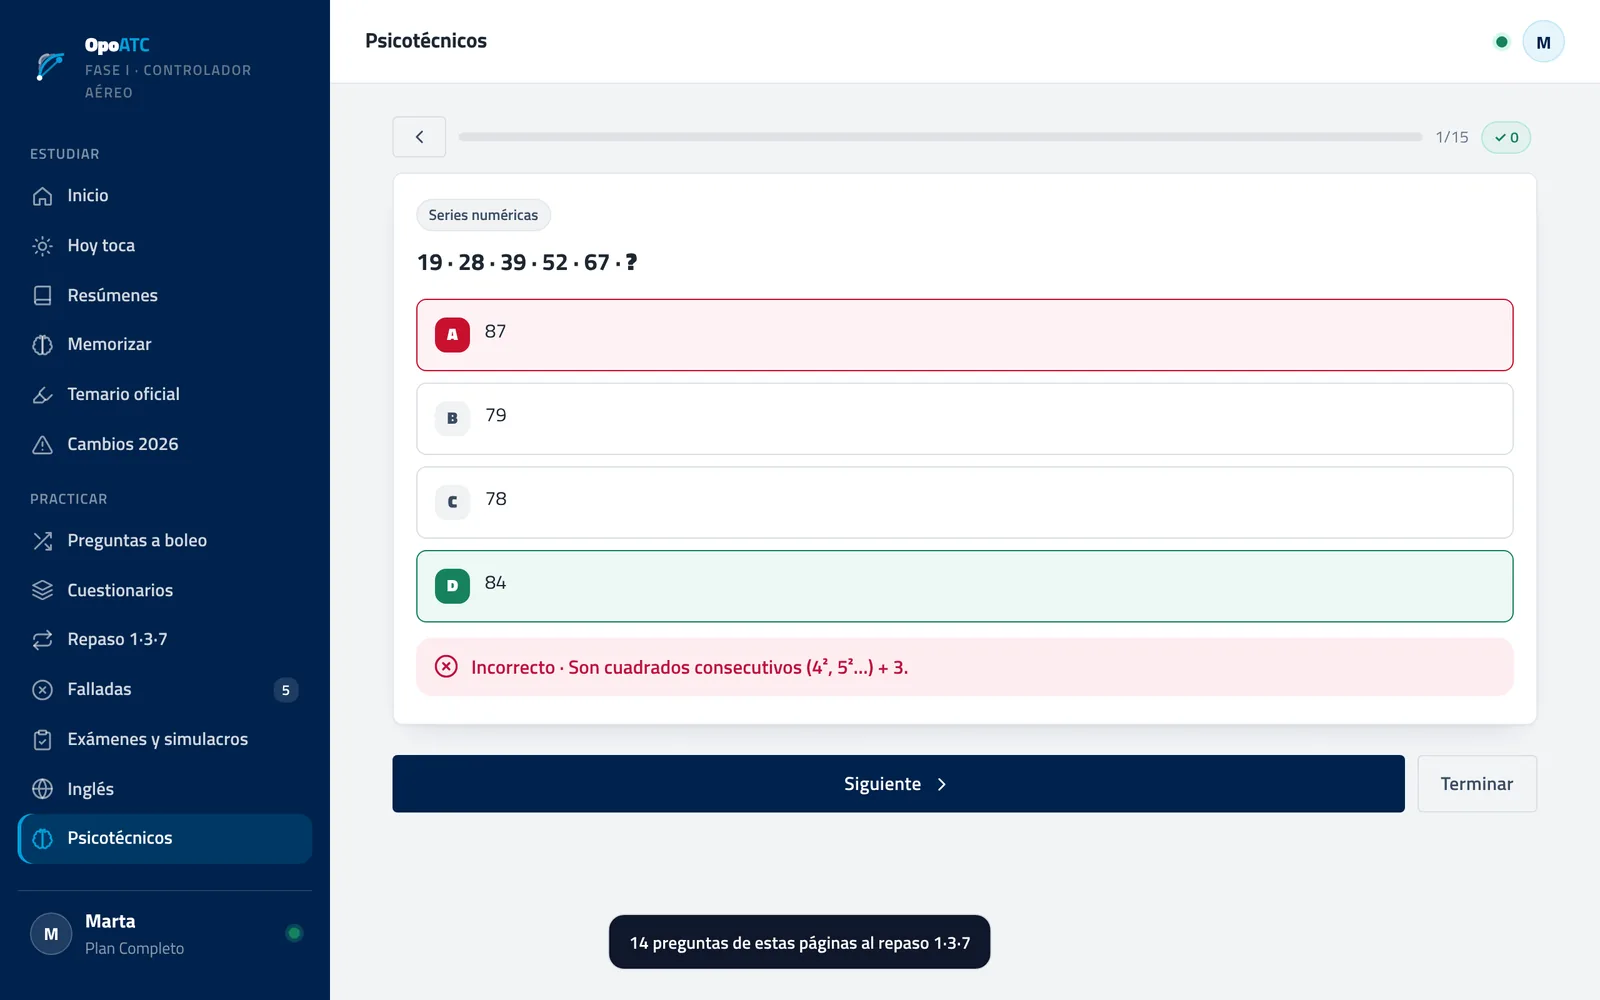 OpoATC
FASE I · CONTROLADOR
AÉREO
ESTUDIAR
Inicio
Hoy toca
Resúmenes
Memorizar
Temario oficial
Cambios 2026
PRACTICAR
Preguntas a boleo
Cuestionarios
Repaso 1·3·7
Falladas
5
Exámenes y simulacros
Inglés
Psicotécnicos
M
Marta
Plan Completo
Psicotécnicos
M
1/15
0
Series numéricas
19 · 28 · 39 · 52 · 67 · ?
A 87
B 79
C 78
D 84
Incorrecto · Son cuadrados consecutivos (4², 5²...) + 3.
Siguiente
Terminar
14 preguntas de estas páginas al repaso 1·3·7